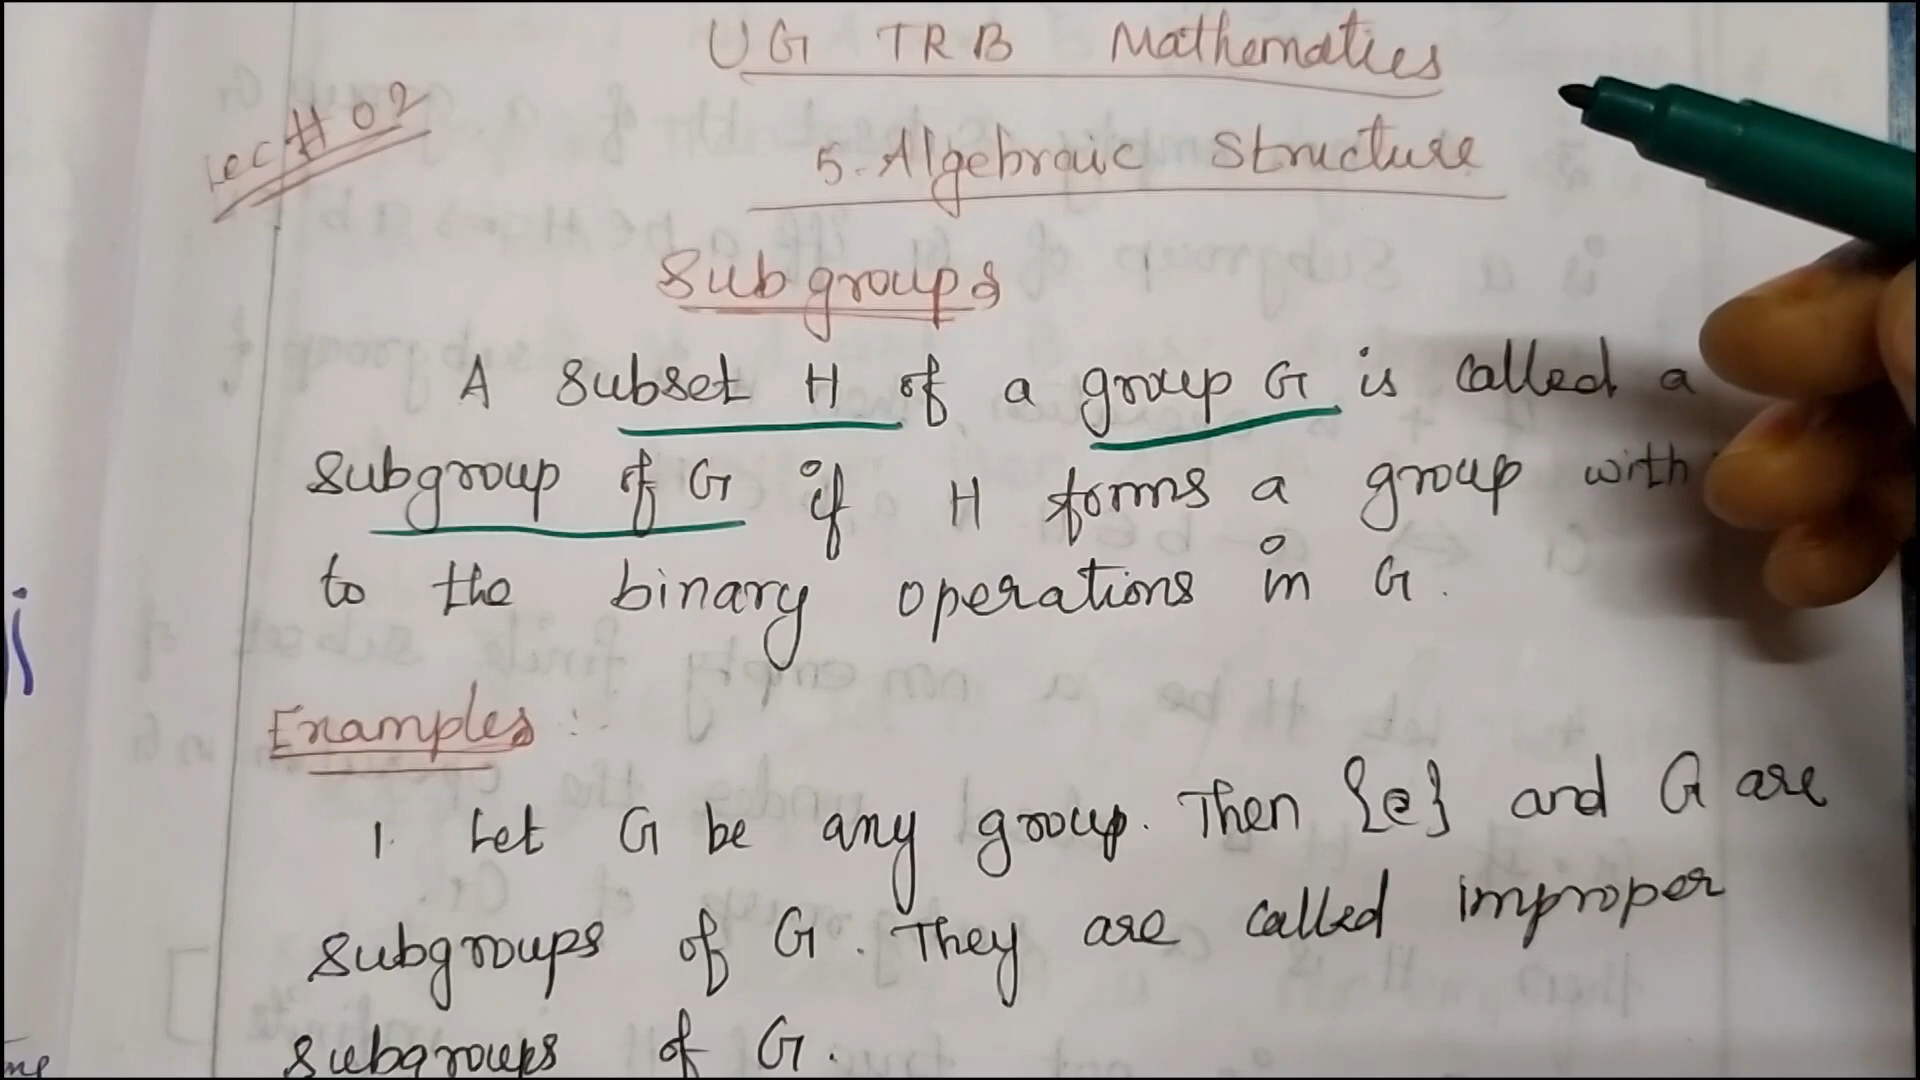 UG TRB Mathematics
Lec # 02
5. Algebraic Structure
Subgroups
A subset H of a group G is called a
subgroup of G if H forms a group with
to the binary operations in G.
Examples:
1. Let G be any group. Then {e} and G are
subgroups of G. They are called improper
subgroups of G.